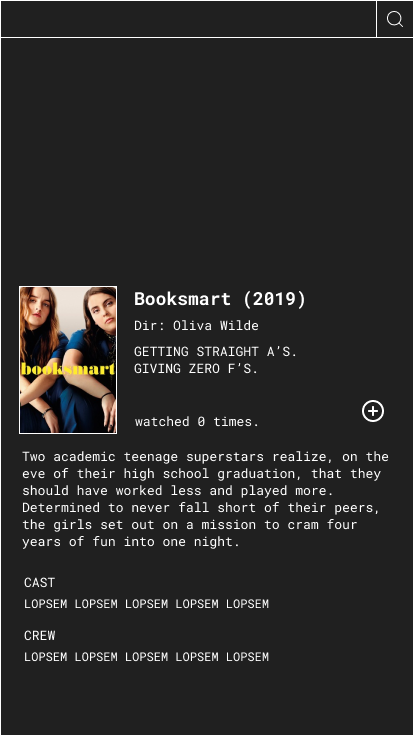 Booksmart (2019)
Dir: Oliva Wilde
GETTING STRAIGHT A’S.
GIVING ZERO F’S.
booksmart
watched 0 times.
Two academic teenage superstars realize, on the
eve of their high school graduation, that they
should have worked less and played more.
Determined to never fall short of their peers,
the girls set out on a mission to cram four
years of fun into one night.
CAST
LOPSEM LOPSEM LOPSEM LOPSEM LOPSEM
CREW
LOPSEM LOPSEM LOPSEM LOPSEM LOPSEM